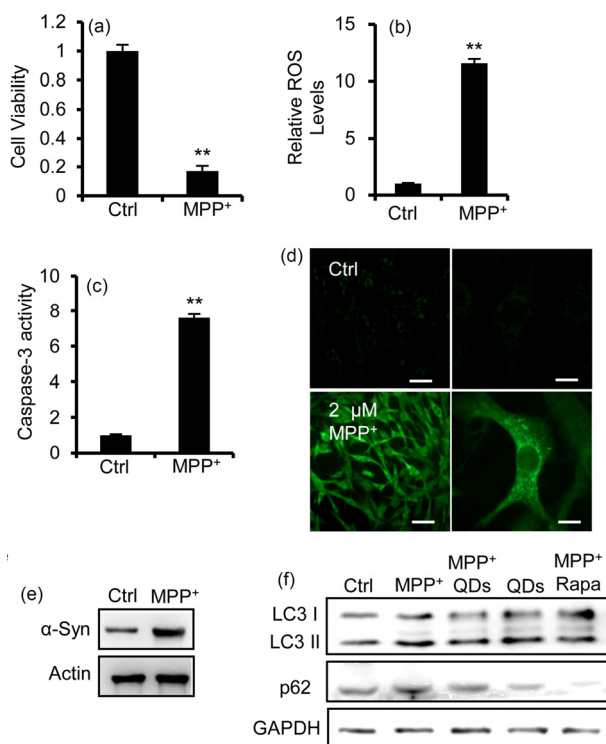 (a)
Cell Viability
1.2
1
0.8
0.6
0.4
0.2
0
**
Ctrl
MPP⁺
(b)
Relative ROS
Levels
15
10
5
0
**
Ctrl
MPP⁺
(c)
Caspase-3 activity
10
8
6
4
2
0
**
Ctrl
MPP⁺
(d)
Ctrl
2 μM
MPP⁺
(e)
Ctrl MPP⁺
α-Syn
Actin
(f)
Ctrl MPP⁺ MPP⁺ QDs QDs MPP⁺ Rapa
LC3 I
LC3 II
p62
GAPDH